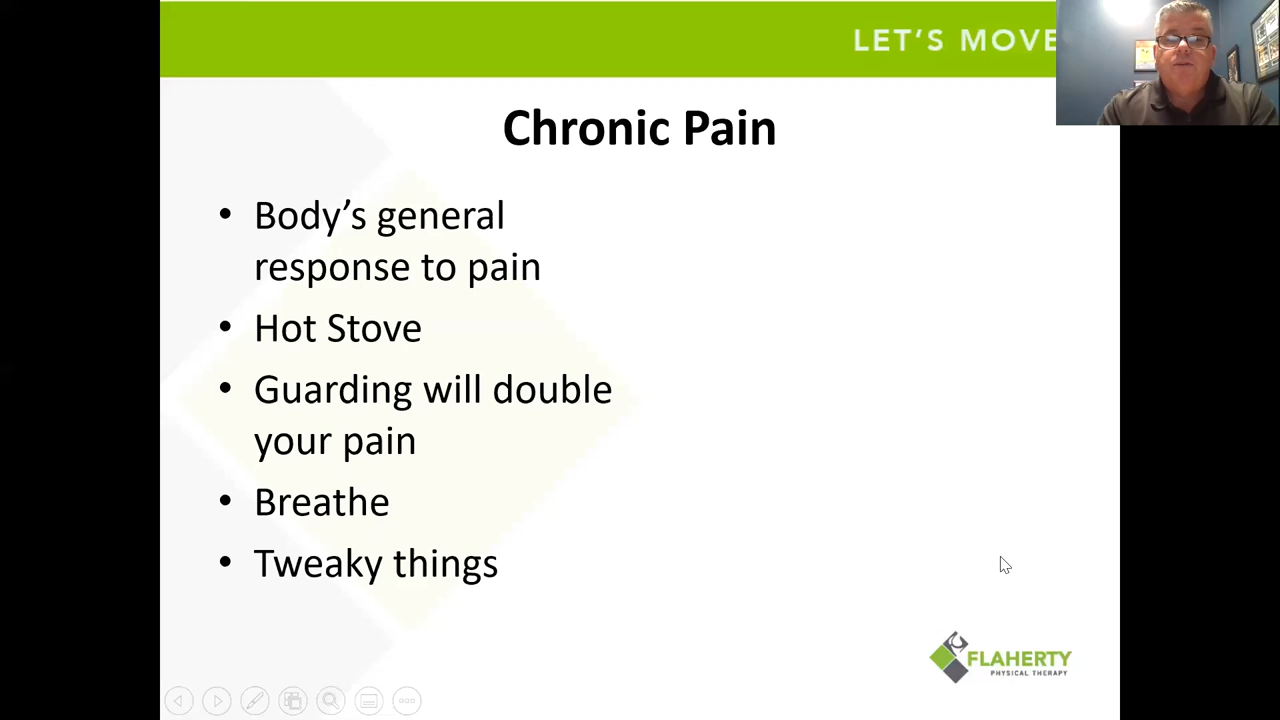 LET'S MOVE
Chronic Pain
• Body's general
response to pain
• Hot Stove
• Guarding will double
your pain
• Breathe
• Tweaky things
FLAHERTY
PHYSICAL THERAPY